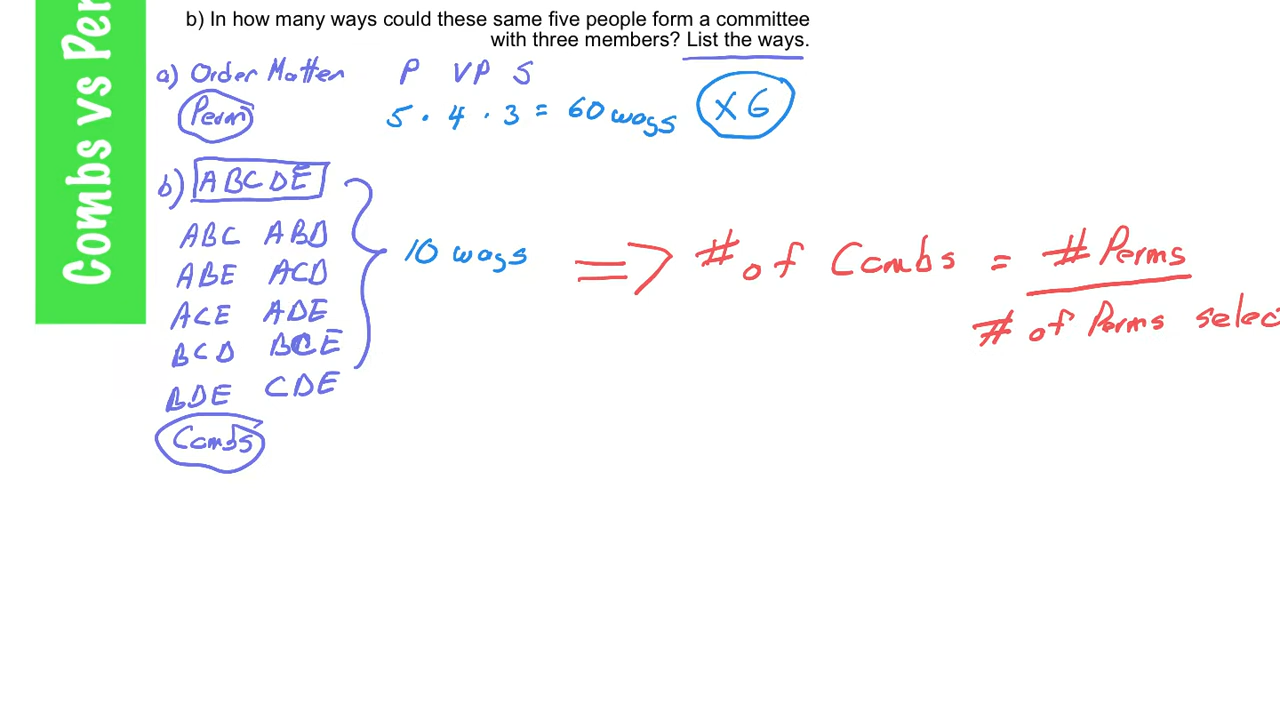 Combs vs Per
b) In how many ways could these same five people form a committee
with three members? List the ways.
a) Order Matters P VP S
Perm
5 · 4 · 3 = 60 ways
x 6
b) ABCDE
ABC ABD
ABE ACD
ACE ADE
BCD BCE
BDE CDE
Combs
10 ways
=> # of Combs = # Perms
# of Perms selec